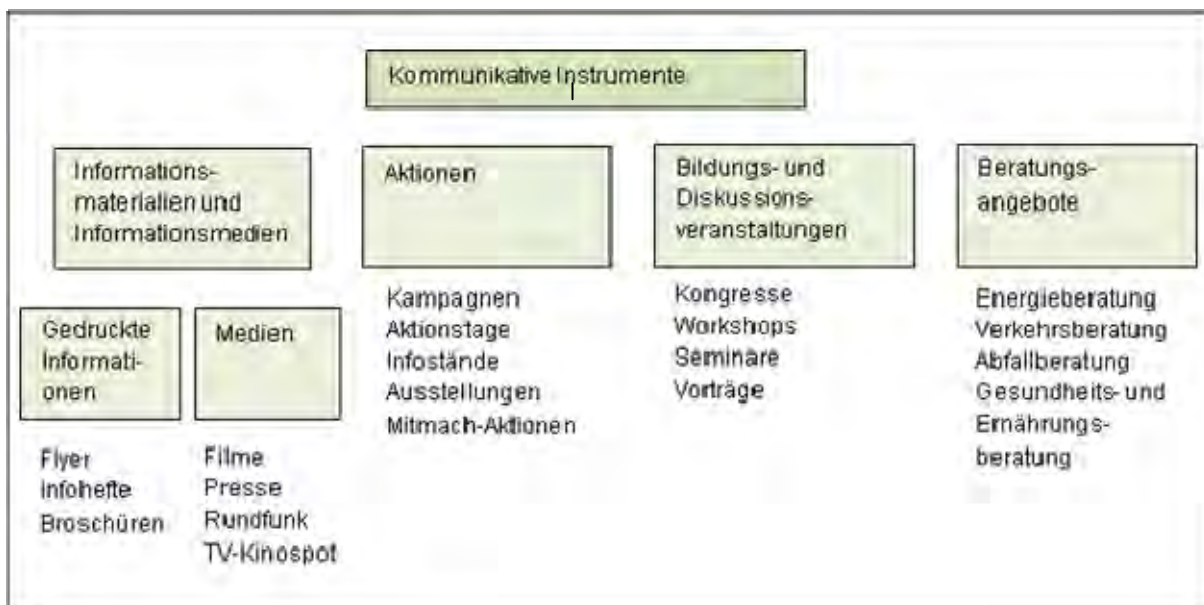 Kommunikative Instrumente
Informations-
materialien und
Informationsmedien
Gedruckte
Informati-
onen
Flyer
Infohefte
Broschüren
Medien
Filme
Presse
Rundfunk
TV-Kinospot
Aktionen
Kampagnen
Aktionstage
Infostände
Ausstellungen
Mitmach-Aktionen
Bildungs- und
Diskussions-
veranstaltungen
Kongresse
Workshops
Seminare
Vorträge
Beratungs-
angebote
Energieberatung
Verkehrsberatung
Abfallberatung
Gesundheits- und
Ernährungs-
beratung